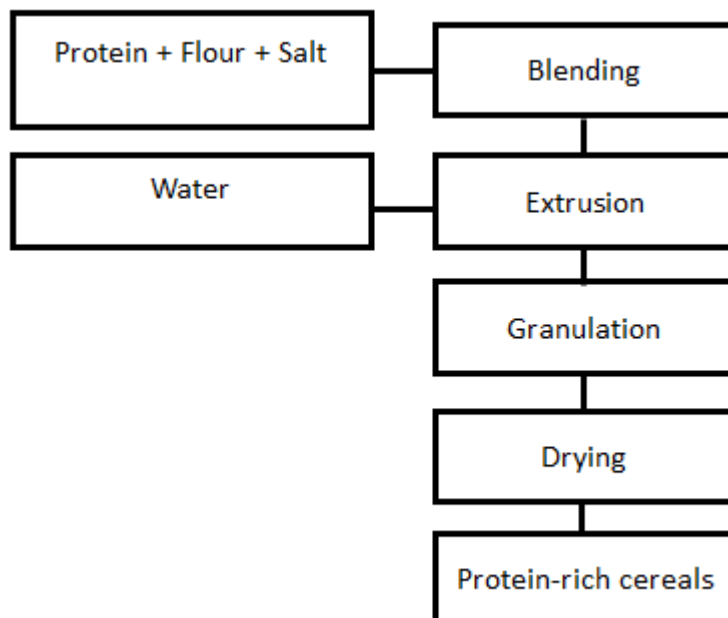 Protein + Flour + Salt
Blending
Water
Extrusion
Granulation
Drying
Protein-rich cereals